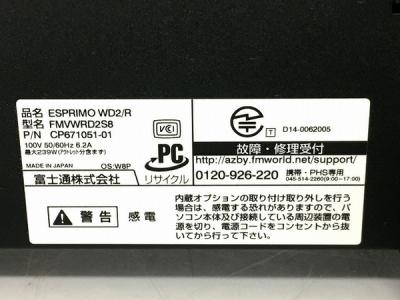 品名 ESPRIMO WD2/R
型名 FMVWRD2S8
P/N CP671051-01
100V 50/60Hz 6.2A
最大239W(アウトレット分含まず)
MADE IN JAPAN OS:W8P
富士通株式会社
VCCI
PC
リサイクル
T D14-0062005
故障・修理受付
http://azby.fmworld.net/support/
0120-926-220 携帯・PHS専用
045-514-2260(9:00~17:00)
警告 感電
内蔵オプションの取り付け取り外しを行う
場合は、感電する恐れがありますので、パ
ソコン本体及び接続している周辺装置の電
源を切り、電源コードをコンセントから抜
いてから行って下さい。